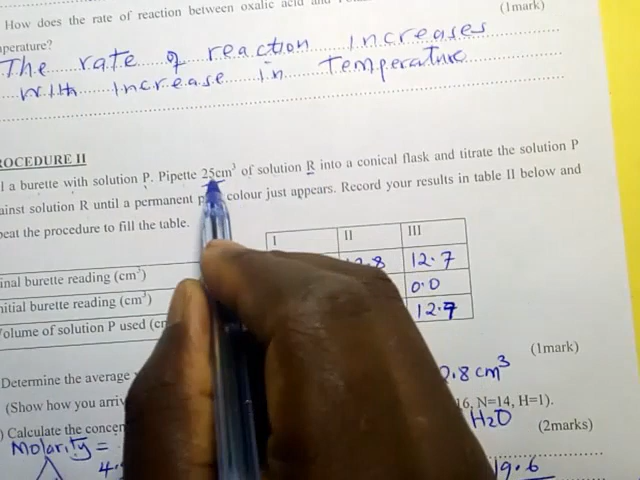 How does the rate of reaction between oxalic acid and
(1mark)
perature?
The rate of reaction increases
with increase in temperature
ROCEDURE II
l a burette with solution P. Pipette 25cm³ of solution R into a conical flask and titrate the solution P
ainst solution R until a permanent p colour just appears. Record your results in table II below and
peat the procedure to fill the table.
I II III
inal burette reading (cm³) 12.8 12.7
nitial burette reading (cm³) 0.0
Volume of solution P used (c 12.7
(1mark)
Determine the average .8 cm³
(Show how you arriv 16, N=14, H=1).
) Calculate the concen H₂O (2marks)
Molarity =
19.6